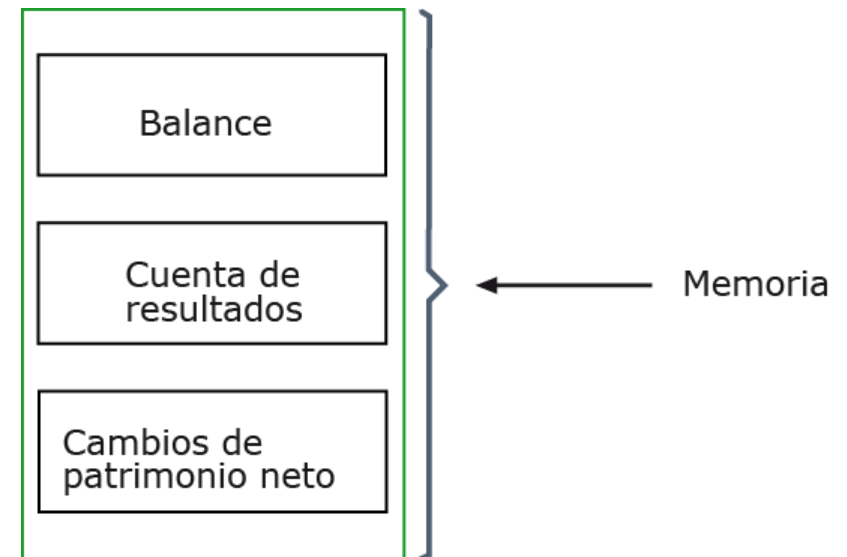 Balance
Cuenta de
resultados
Memoria
Cambios de
patrimonio neto